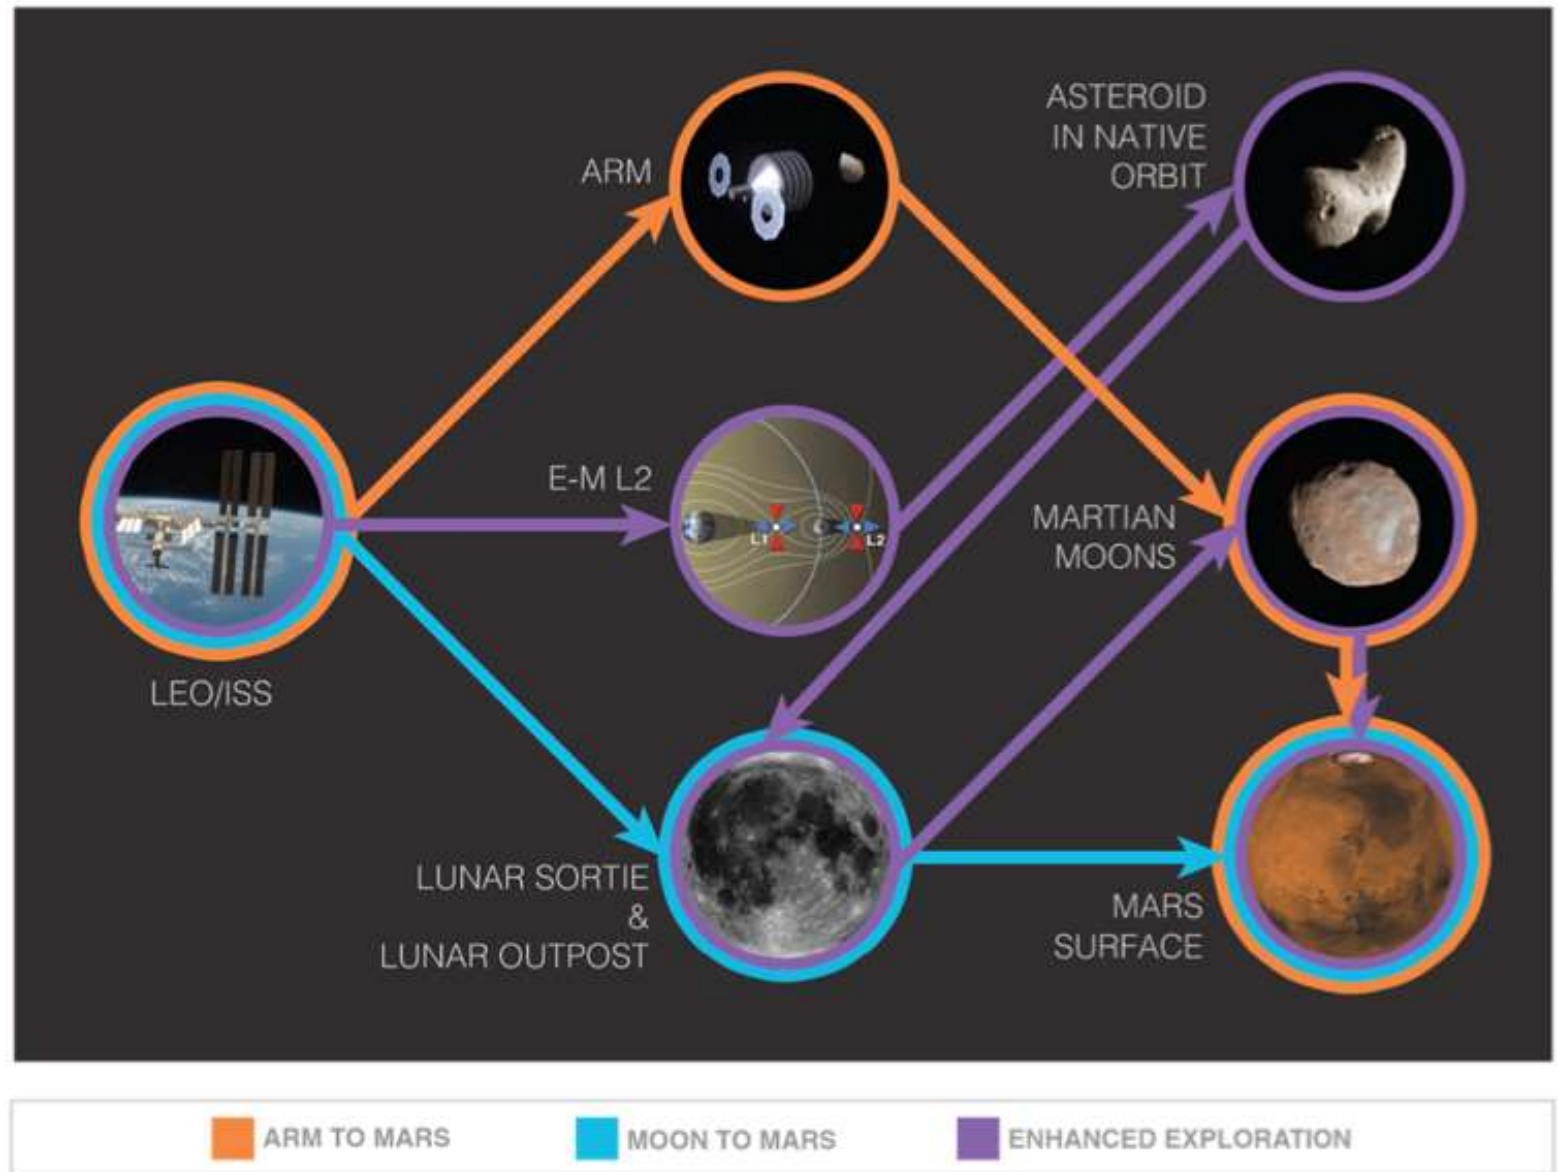 ARM
ASTEROID
IN NATIVE
ORBIT
E-M L2
L1
L2
MARTIAN
MOONS
LEO/ISS
LUNAR SORTIE
&
LUNAR OUTPOST
MARS
SURFACE
ARM TO MARS
MOON TO MARS
ENHANCED EXPLORATION